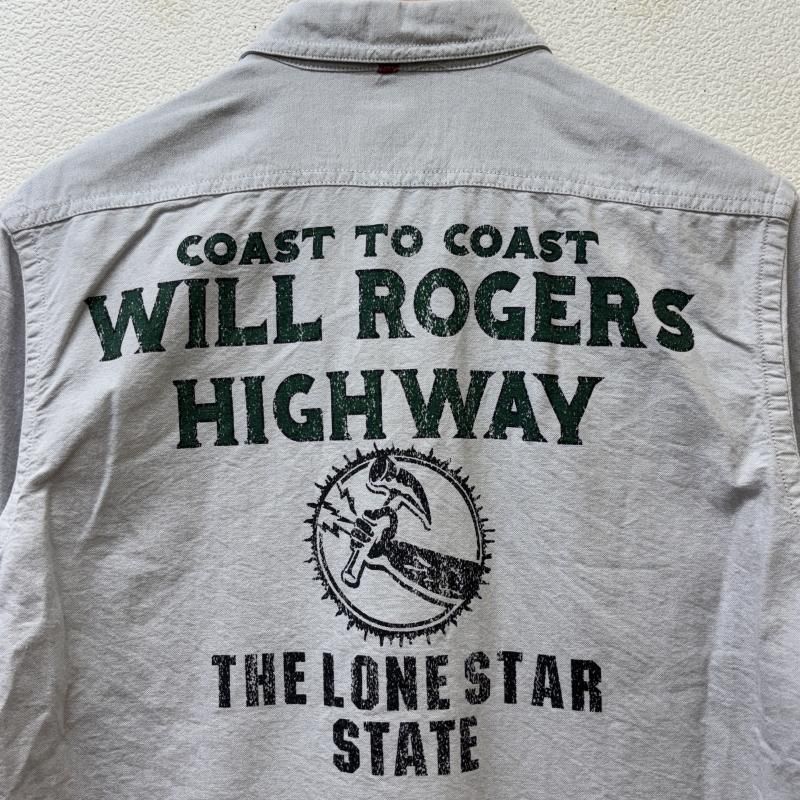 COAST TO COAST
WILL ROGERS
HIGHWAY
THE LONE STAR
STATE